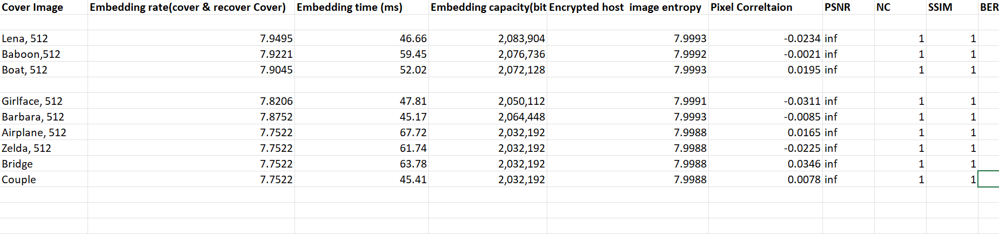 Cover Image Embedding rate(cover & recover Cover) Embedding time (ms) Embedding capacity(bit Encrypted host  image entropy Pixel Correltaion PSNR NC SSIM BER
Lena, 512 7.9495 46.66 2,083,904 7.9993 -0.0234 inf 1 1
Baboon,512 7.9221 59.45 2,076,736 7.9992 -0.0021 inf 1 1
Boat, 512 7.9045 52.02 2,072,128 7.9993 0.0195 inf 1 1
Girlface, 512 7.8206 47.81 2,050,112 7.9991 -0.0311 inf 1 1
Barbara, 512 7.8752 45.17 2,064,448 7.9993 -0.0085 inf 1 1
Airplane, 512 7.7522 67.72 2,032,192 7.9988 0.0165 inf 1 1
Zelda, 512 7.7522 61.74 2,032,192 7.9988 -0.0225 inf 1 1
Bridge 7.7522 63.78 2,032,192 7.9988 0.0346 inf 1 1
Couple 7.7522 45.41 2,032,192 7.9988 0.0078 inf 1 1